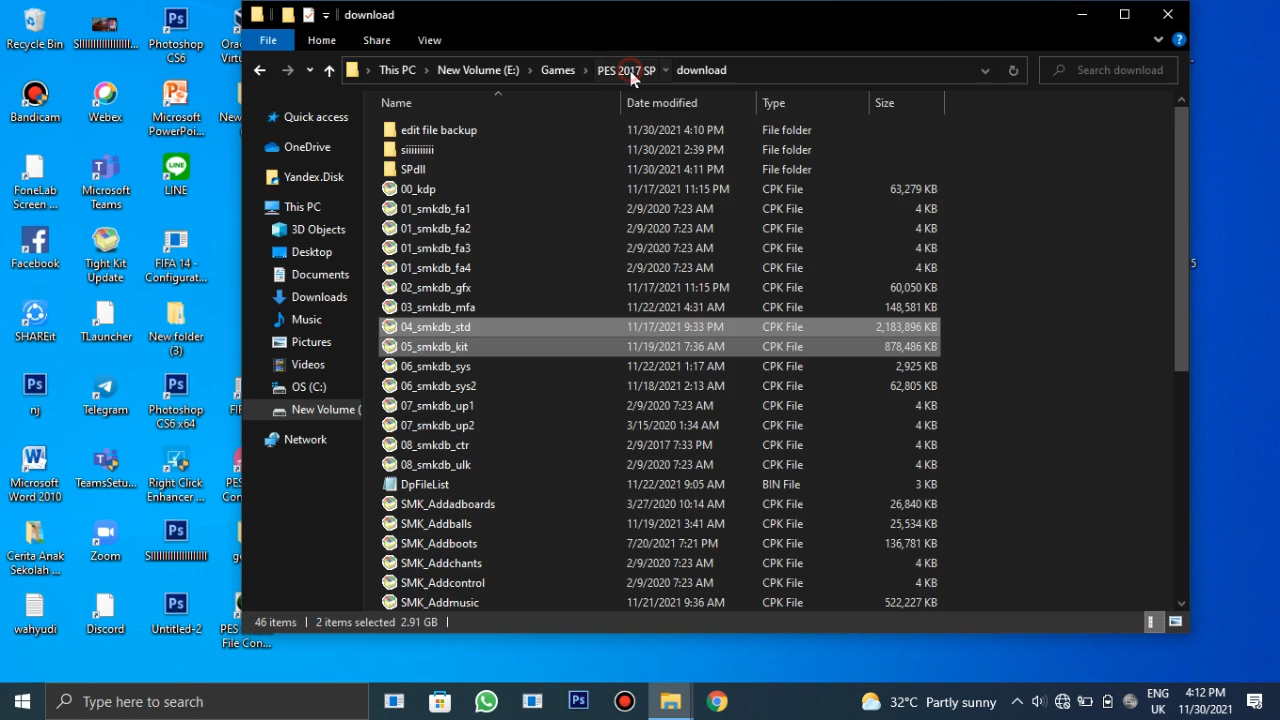 download
File
Home
Share
View
This PC
New Volume (E:)
Games
PES 2017 SP
download
Search download
Name
Date modified
Type
Size
edit file backup 11/30/2021 4:10 PM File folder
siiiiiiiiii 11/30/2021 2:39 PM File folder
SPdll 11/30/2021 4:11 PM File folder
00_kdp 11/17/2021 11:15 PM CPK File 63,279 KB
01_smkdb_fa1 2/9/2020 7:23 AM CPK File 4 KB
01_smkdb_fa2 2/9/2020 7:23 AM CPK File 4 KB
01_smkdb_fa3 2/9/2020 7:23 AM CPK File 4 KB
01_smkdb_fa4 2/9/2020 7:23 AM CPK File 4 KB
02_smkdb_gfx 11/17/2021 11:15 PM CPK File 60,050 KB
03_smkdb_mfa 11/22/2021 4:31 AM CPK File 148,581 KB
04_smkdb_std 11/17/2021 9:33 PM CPK File 2,183,896 KB
05_smkdb_kit 11/19/2021 7:36 AM CPK File 878,486 KB
06_smkdb_sys 11/22/2021 1:17 AM CPK File 2,925 KB
06_smkdb_sys2 11/18/2021 2:13 AM CPK File 62,805 KB
07_smkdb_up1 2/9/2020 7:23 AM CPK File 4 KB
07_smkdb_up2 3/15/2020 1:34 AM CPK File 4 KB
08_smkdb_ctr 2/9/2017 7:33 PM CPK File 4 KB
08_smkdb_ulk 2/9/2020 7:23 AM CPK File 4 KB
DpFileList 11/22/2021 9:05 AM BIN File 3 KB
SMK_Addadboards 3/27/2020 10:14 AM CPK File 26,840 KB
SMK_Addballs 11/19/2021 3:41 AM CPK File 25,534 KB
SMK_Addboots 7/20/2021 7:21 PM CPK File 136,781 KB
SMK_Addchants 2/9/2020 7:23 AM CPK File 4 KB
SMK_Addcontrol 2/9/2020 7:23 AM CPK File 4 KB
SMK_Addmusic 11/21/2021 9:36 AM CPK File 522,227 KB
Quick access
OneDrive
Yandex.Disk
This PC
3D Objects
Desktop
Documents
Downloads
Music
Pictures
Videos
OS (C:)
New Volume (
Network
46 items
2 items selected 2.91 GB
Recycle Bin
Photoshop
CS6
Bandicam
Webex
Microsoft
PowerPoi...
FoneLab
Screen ...
Microsoft
Teams
LINE
Facebook
Tight Kit
Update
FIFA 14 -
Configurat...
SHAREit
TLauncher
New folder
(3)
nj
Telegram
Photoshop
CS6 x64
Microsoft
Word 2010
TeamsSetu...
Right Click
Enhancer ...
Cerita Anak
Sekolah ...
Zoom
wahyudi
Discord
Untitled-2
File Con...
Type here to search
32°C Partly sunny
ENG
UK
4:12 PM
11/30/2021